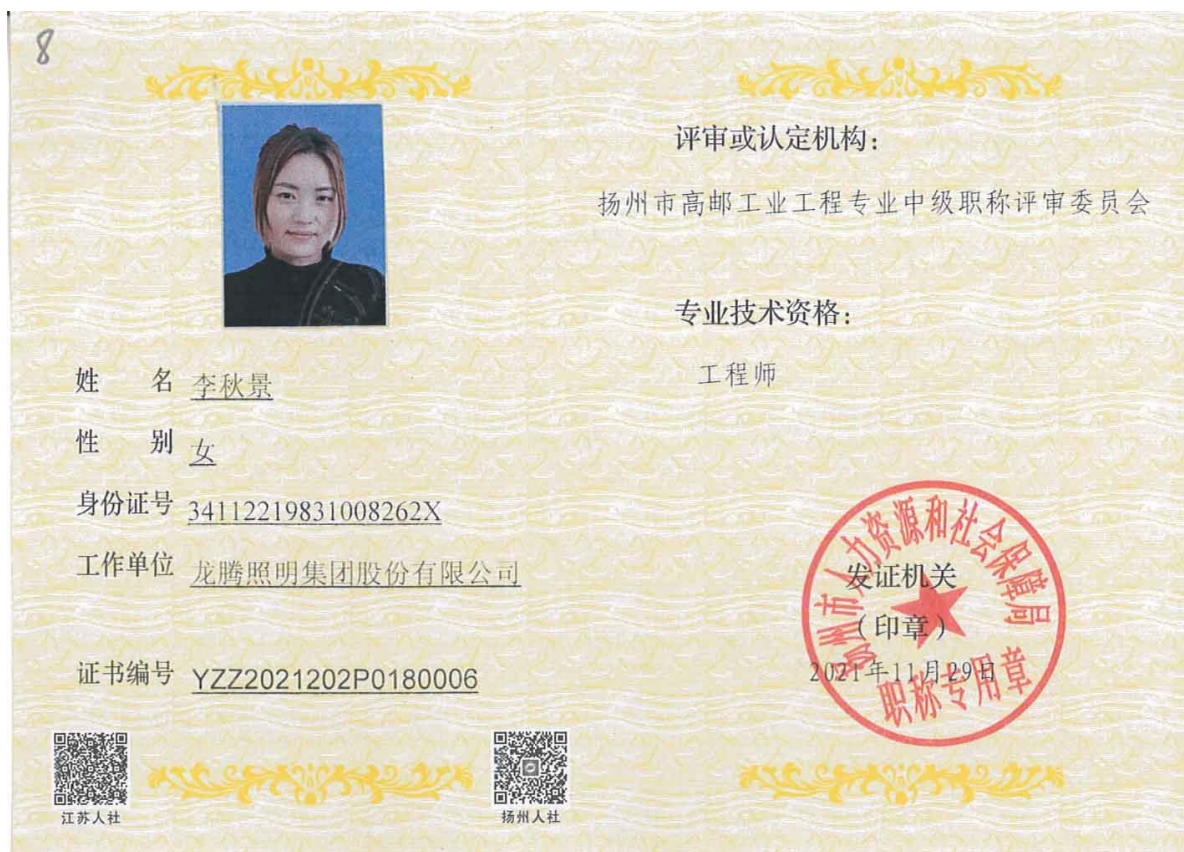 8
评审或认定机构：
扬州市高邮工业工程专业中级职称评审委员会
专业技术资格：
工程师
姓 名 李秋景
性 别 女
身份证号 34112219831008262X
工作单位 龙腾照明集团股份有限公司
证书编号 YZZ2021202P0180006
扬州市人力资源和社会保障局
发证机关
（印章）
2021年11月29日
职称专用章
江苏人社
扬州人社